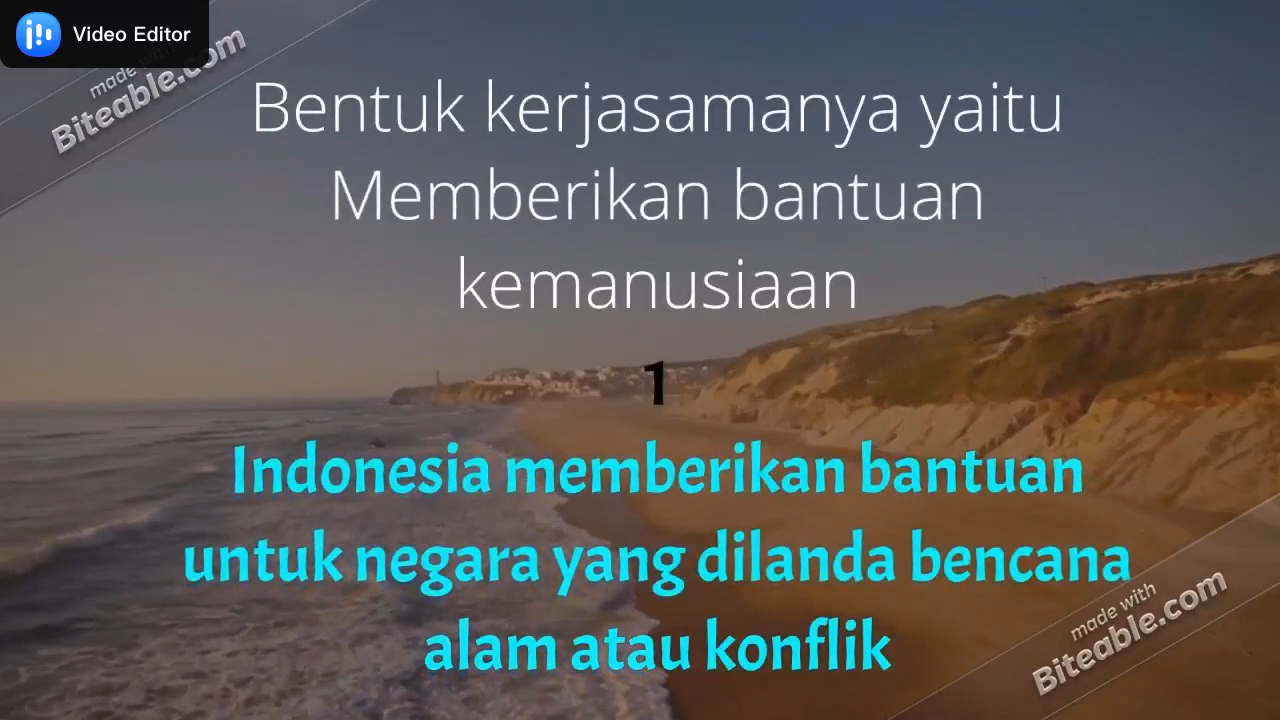 Video Editor
made with
Biteable.com
Bentuk kerjasamanya yaitu
Memberikan bantuan
kemanusiaan
1
Indonesia memberikan bantuan
untuk negara yang dilanda bencana
alam atau konflik
made with
Biteable.com